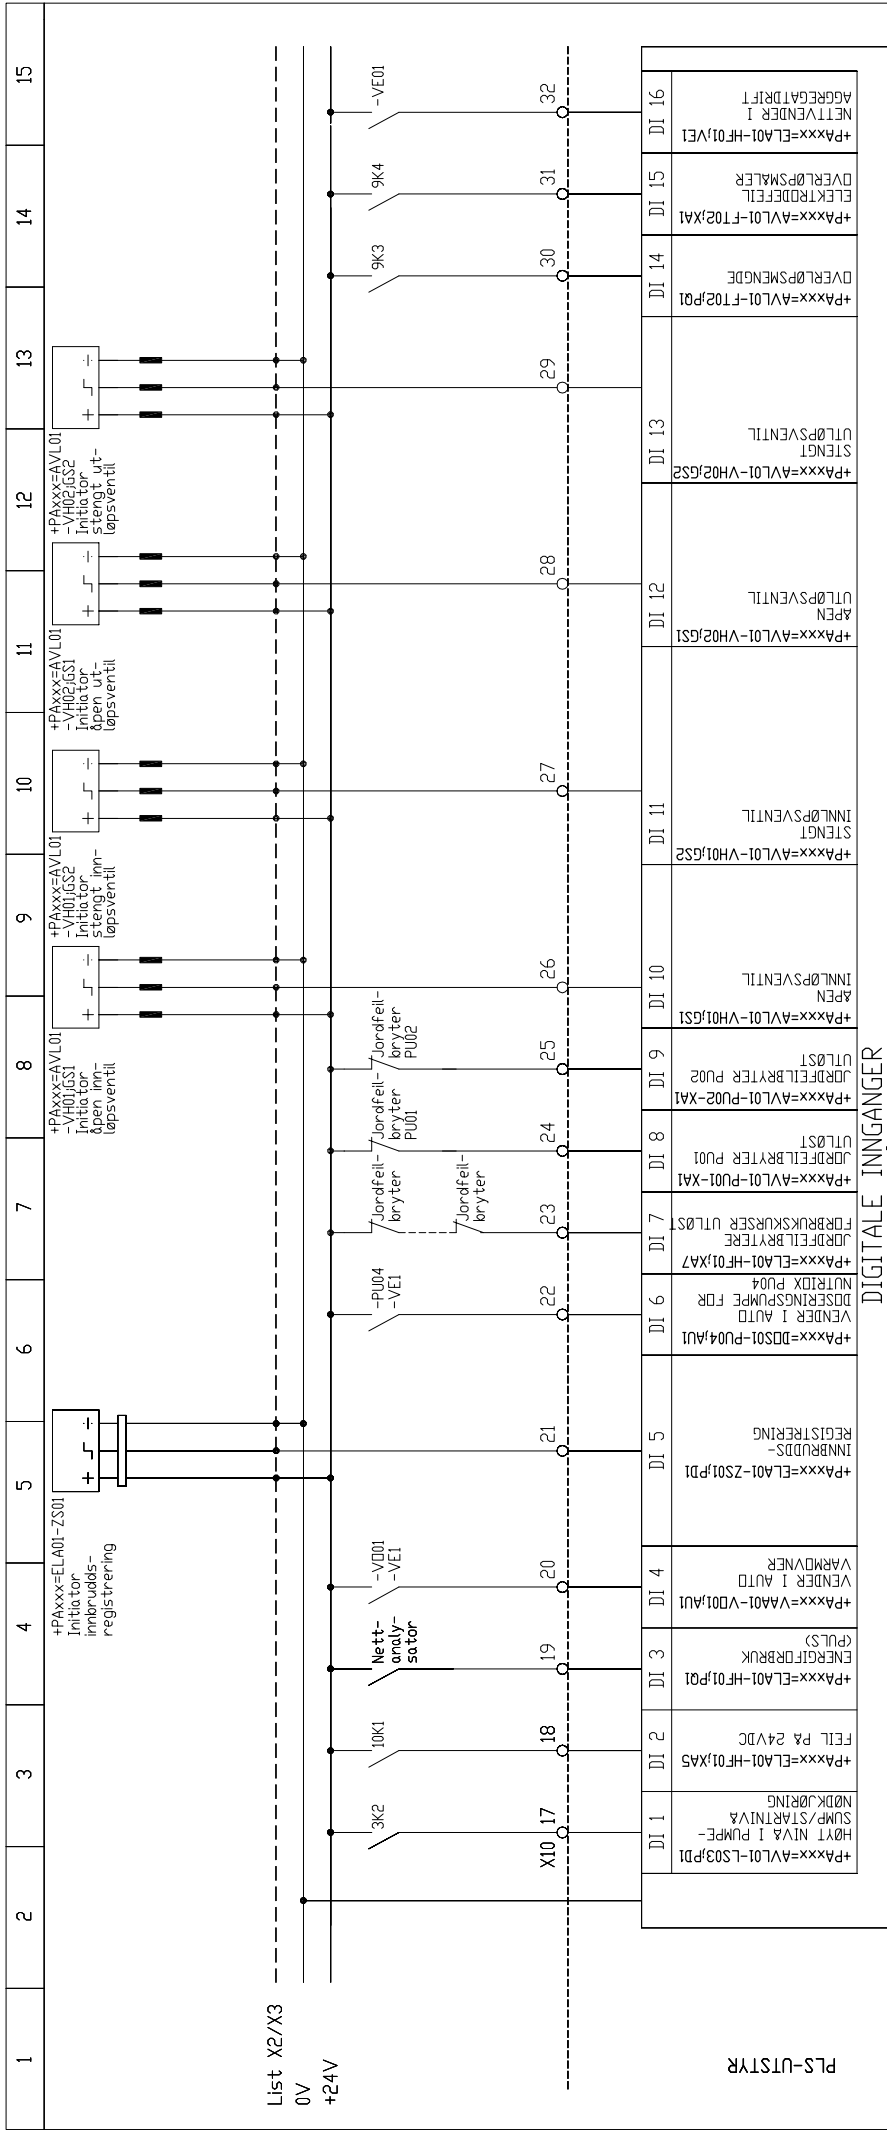 1
2
3
4
5
6
7
8
9
10
11
12
13
14
15
+PAxxx=ELA01-ZS01
Initiator
innbrudds-
registrering
+PAxxx=AVL01
-VH01;GS1
Initiator
åpen inn-
løpsventil
+PAxxx=AVL01
-VH01;GS2
Initiator
stengt inn-
løpsventil
+PAxxx=AVL01
-VH02;GS1
Initiator
åpen ut-
løpsventil
+PAxxx=AVL01
-VH02;GS2
Initiator
stengt ut-
løpsventil
+ -
+ -
+ -
+ -
+ -
List X2/X3
0V
+24V
3K2
10K1
Nett-
analy-
sator
-VO01
-VE1
-PU04
-VE1
Jordfeil-
bryter
Jordfeil-
bryter
Jordfeil-
bryter
PU01
Jordfeil-
bryter
PU02
9K3
9K4
-VE01
X10
17
18
19
20
21
22
23
24
25
26
27
28
29
30
31
32
DI 1
DI 2
DI 3
DI 4
DI 5
DI 6
DI 7
DI 8
DI 9
DI 10
DI 11
DI 12
DI 13
DI 14
DI 15
DI 16
+PAxxx=AVL01-LS03;PD1
HØYT NIVÅ I PUMPE-
SUMP/STARTNIVÅ
NØDKJØRING
+PAxxx=ELA01-HF01;XA5
FEIL PÅ 24VDC
+PAxxx=ELA01-HF01;PQ1
ENERGIFORBRUK
(PULS)
+PAxxx=VAA01-VO01;AU1
VENDER I AUTO
VARMOVNER
+PAxxx=ELA01-ZS01;PD1
INNBRUDDS-
REGISTRERING
+PAxxx=DOS01-PU04;AU1
VENDER I AUTO
DOSERINGSPUMPE FOR
NUTRIOX PU04
+PAxxx=ELA01-HF01;XA7
JORDFEILBRYTERE
FORBRUKSKURSER UTLØST
+PAxxx=AVL01-PU01-XA1
JORDFEILBRYTER PU01
UTLØST
+PAxxx=AVL01-PU02-XA1
JORDFEILBRYTER PU02
UTLØST
+PAxxx=AVL01-VH01;GS1
ÅPEN
INNLØPSVENTIL
+PAxxx=AVL01-VH01;GS2
STENGT
INNLØPSVENTIL
+PAxxx=AVL01-VH02;GS1
ÅPEN
UTLØPSVENTIL
+PAxxx=AVL01-VH02;GS2
STENGT
UTLØPSVENTIL
+PAxxx=AVL01-FT02;PQ1
OVERLØPSMENGDE
+PAxxx=AVL01-FT02;XA1
ELEKTRODEFEIL
OVERLØPSMÅLER
+PAxxx=ELA01-HF01;VE1
NETTVENDER I
AGGREGATDRIFT
PLS-UTSTYR
DIGITALE INNGANGER